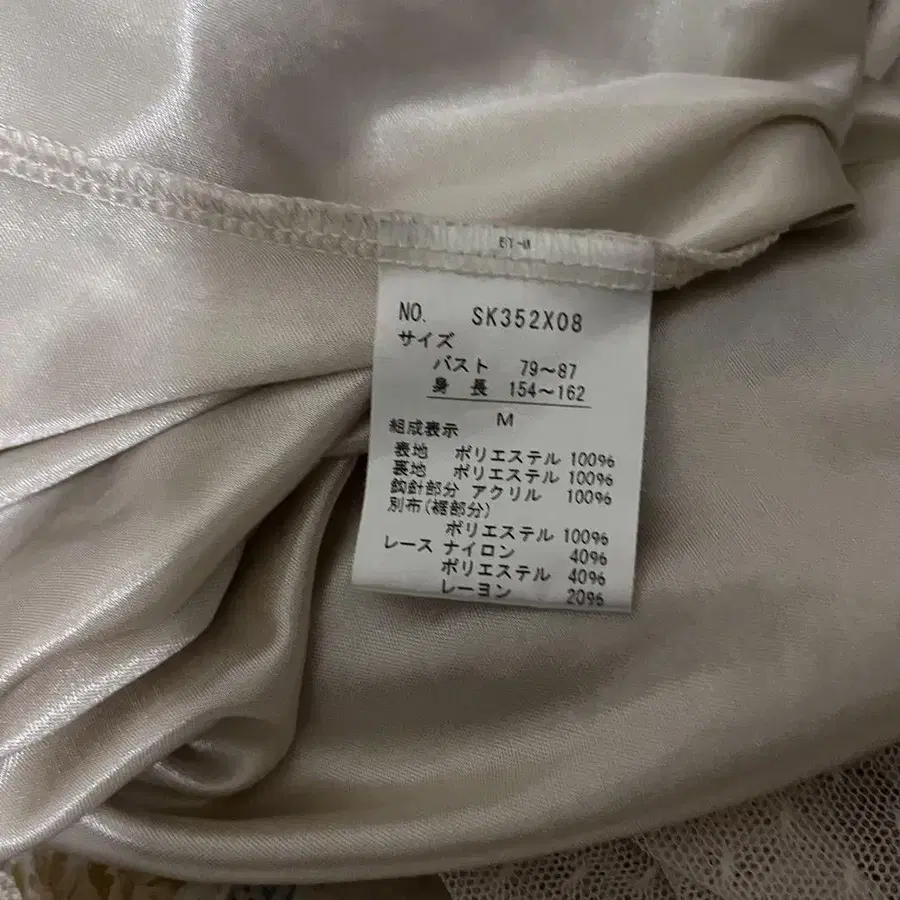 NO. SK352X08
サイズ
バスト 79〜87
身長 154〜162
M
組成表示
表地 ポリエステル 100%
裏地 ポリエステル 100%
鈎針部分 アクリル 100%
別布(裾部分)
ポリエステル 100%
レース ナイロン 40%
ポリエステル 40%
レーヨン 20%